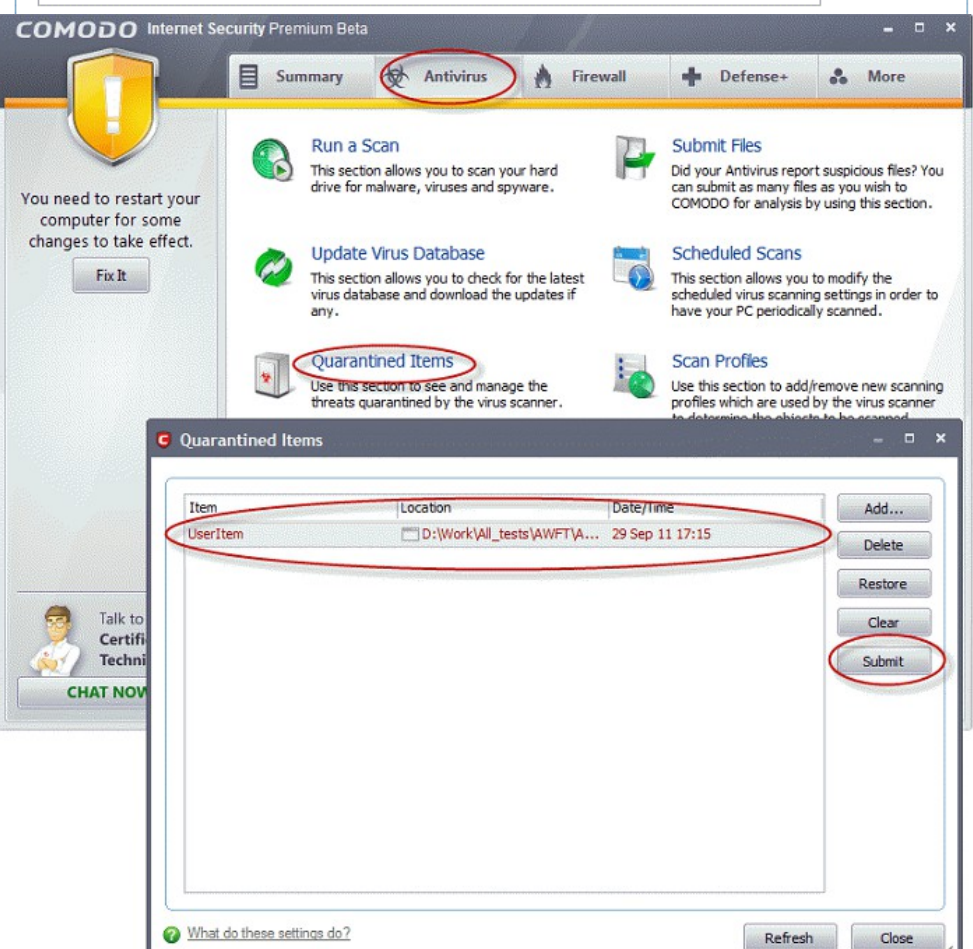 COMODO Internet Security Premium Beta
Summary
Antivirus
Firewall
Defense+
More
You need to restart your
computer for some
changes to take effect.
Fix It
Run a Scan
This section allows you to scan your hard
drive for malware, viruses and spyware.
Submit Files
Did your Antivirus report suspicious files? You
can submit as many files as you wish to
COMODO for analysis by using this section.
Update Virus Database
This section allows you to check for the latest
virus database and download the updates if
any.
Scheduled Scans
This section allows you to modify the
scheduled virus scanning settings in order to
have your PC periodically scanned.
Quarantined Items
Use this section to see and manage the
threats quarantined by the virus scanner.
Scan Profiles
Use this section to add/remove new scanning
profiles which are used by the virus scanner
to determine the objects to be scanned
Talk to
Certifi
Techni
CHAT NOW
Quarantined Items
Item
Location
Date/Time
UserItem
D:\Work\All_tests\AWFT\A...
29 Sep 11 17:15
Add...
Delete
Restore
Clear
Submit
What do these settings do?
Refresh
Close